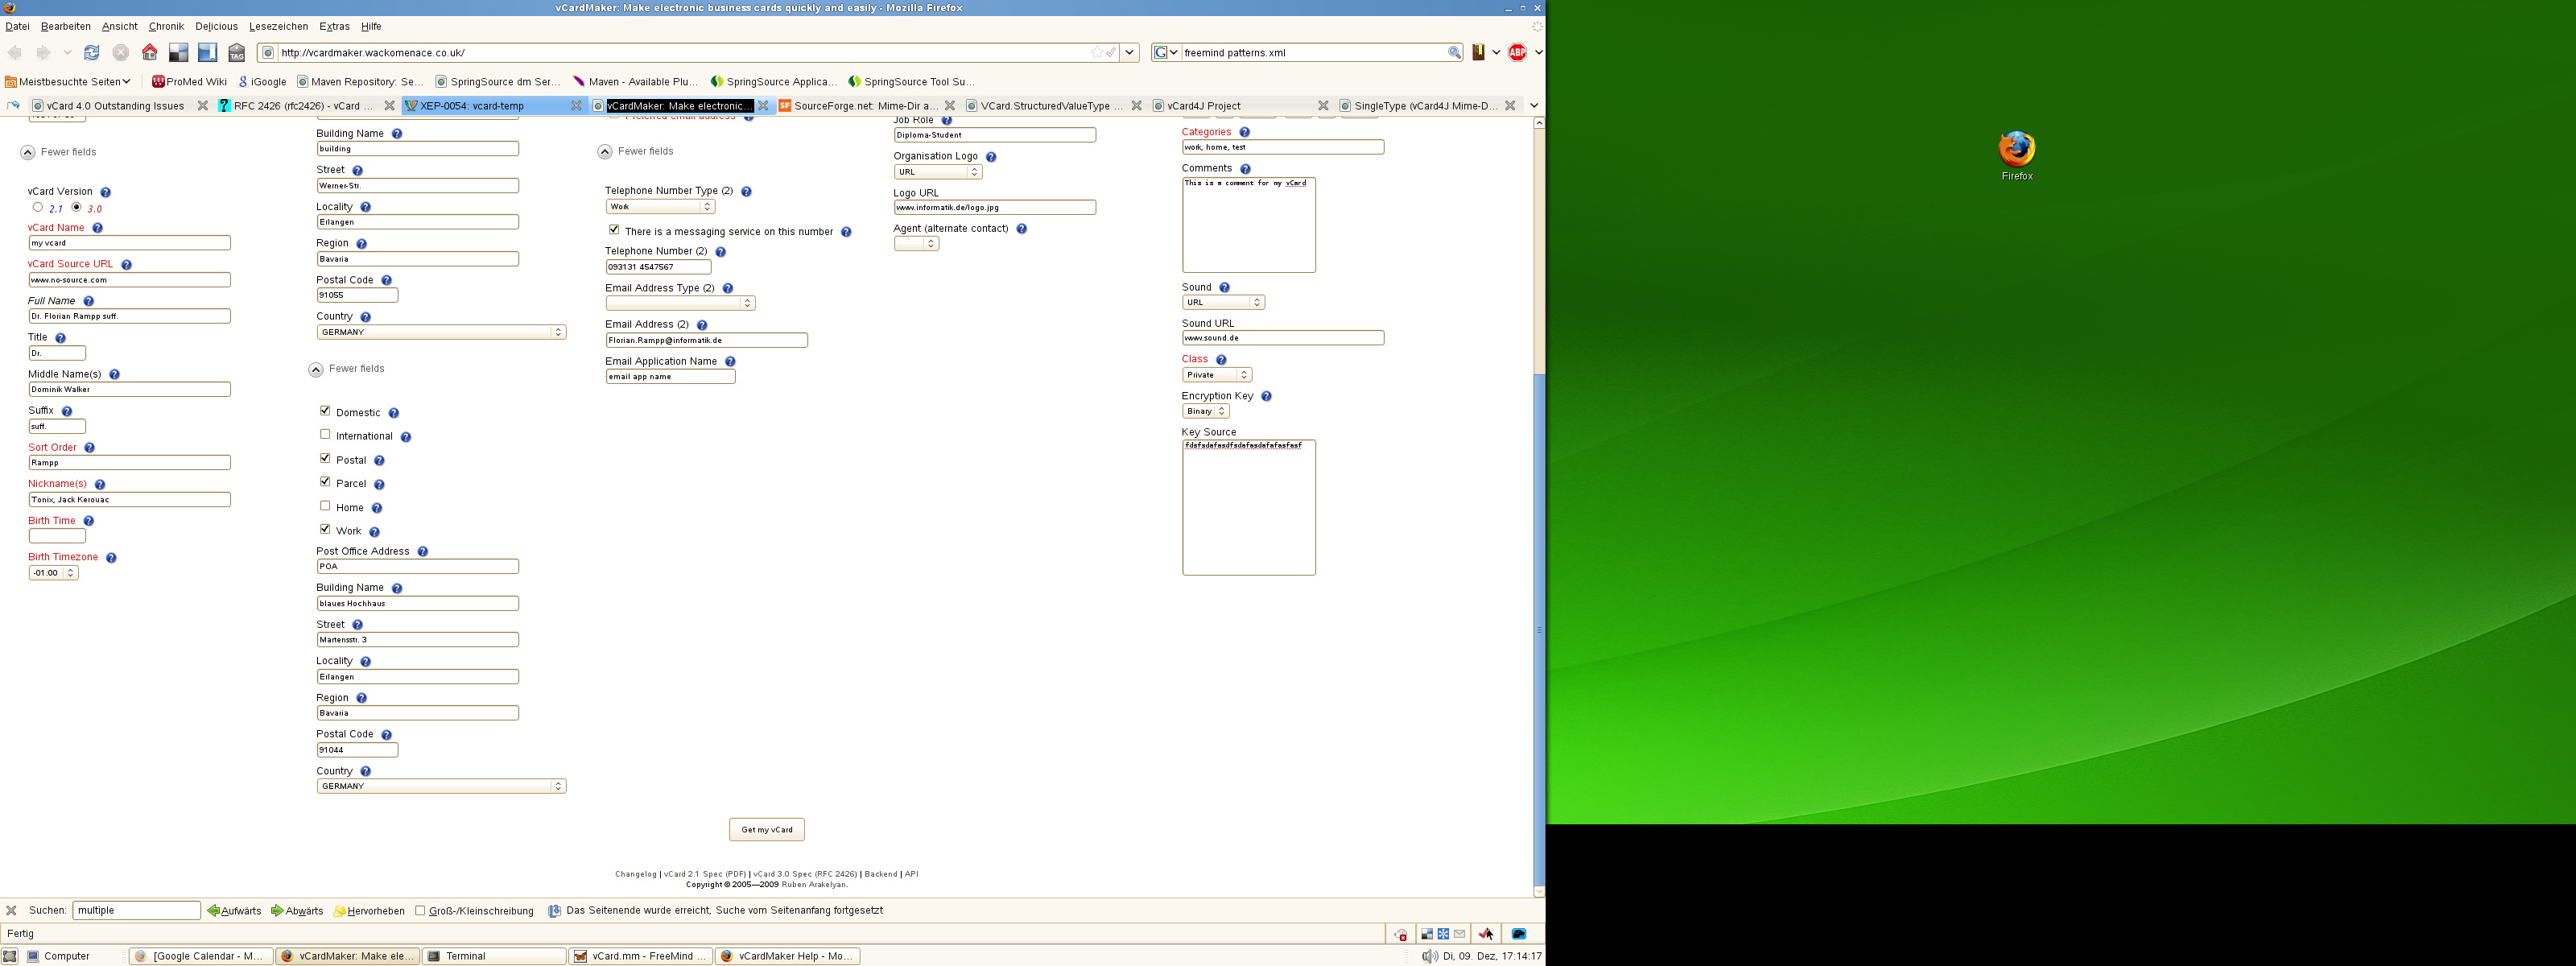 vCardMaker: Make electronic business cards quickly and easily - Mozilla Firefox
Datei Bearbeiten Ansicht Chronik Delicious Lesezeichen Extras Hilfe
http://vcardmaker.wackomenace.co.uk/
freemind patterns.xml
TAG
ABP
Meistbesuchte Seiten ProMed Wiki iGoogle Maven Repository: Se... SpringSource dm Ser... Maven - Available Plu... SpringSource Applica... SpringSource Tool Su...
vCard 4.0 Outstanding Issues
RFC 2426 (rfc2426) - vCard ...
XEP-0054: vcard-temp
vCardMaker: Make electronic...
SourceForge.net: Mime-Dir a...
VCard.StructuredValueType ...
vCard4J Project
SingleType (vCard4J Mime-D...
Fewer fields
vCard Version
2.1 3.0
vCard Name
my vcard
vCard Source URL
www.no-source.com
Full Name
Dr. Florian Rampp suff.
Title
Dr.
Middle Name(s)
Dominik Walker
Suffix
suff.
Sort Order
Rampp
Nickname(s)
Tonix, Jack Kerouac
Birth Time
Birth Timezone
-01:00
Building Name
building
Street
Werner-Str.
Locality
Erlangen
Region
Bavaria
Postal Code
91055
Country
GERMANY
Fewer fields
Domestic
International
Postal
Parcel
Home
Work
Post Office Address
POA
Building Name
blaues Hochhaus
Street
Martensstr. 3
Locality
Erlangen
Region
Bavaria
Postal Code
91044
Country
GERMANY
Preferred email address
Fewer fields
Telephone Number Type (2)
Work
There is a messaging service on this number
Telephone Number (2)
093131 4547567
Email Address Type (2)
Email Address (2)
Florian.Rampp@informatik.de
Email Application Name
email app name
Job Role
Diploma-Student
Organisation Logo
URL
Logo URL
www.informatik.de/logo.jpg
Agent (alternate contact)
Categories
work, home, test
Comments
This is a comment for my vCard
Sound
URL
Sound URL
www.sound.de
Class
Private
Encryption Key
Binary
Key Source
fdsfsdafasdfsdafasdafafasfasf
Get my vCard
Changelog | vCard 2.1 Spec (PDF) | vCard 3.0 Spec (RFC 2426) | Backend | API
Copyright © 2005—2009 Ruben Arakelyan.
Suchen: multiple Aufwärts Abwärts Hervorheben Groß-/Kleinschreibung Das Seitenende wurde erreicht, Suche vom Seitenanfang fortgesetzt
Fertig
Computer [Google Calendar - M... vCardMaker: Make ele... Terminal vCard.mm - FreeMind ... vCardMaker Help - Mo... Di, 09. Dez, 17:14:17
Firefox